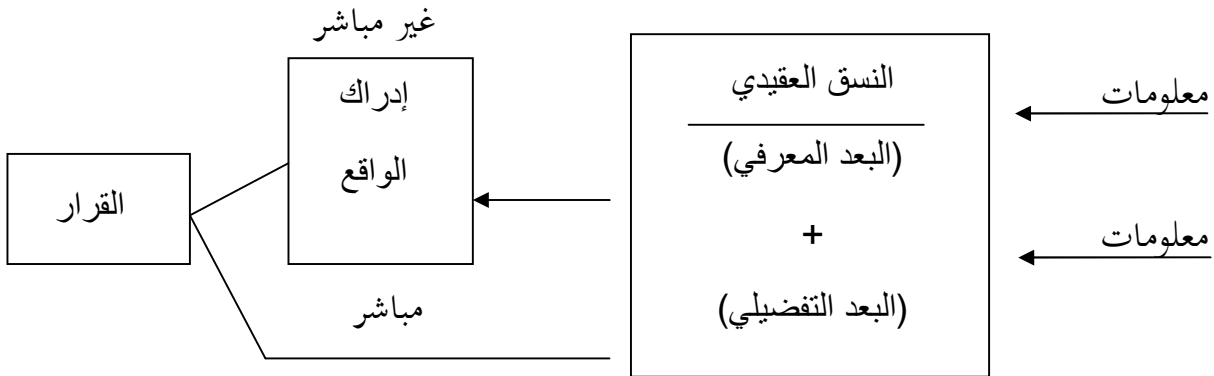 غير مباشر
معلومات
النسق العقيدي
إدراك
(البعد المعرفي)
الواقع
القرار
معلومات
+
(البعد التفضيلي)
مباشر